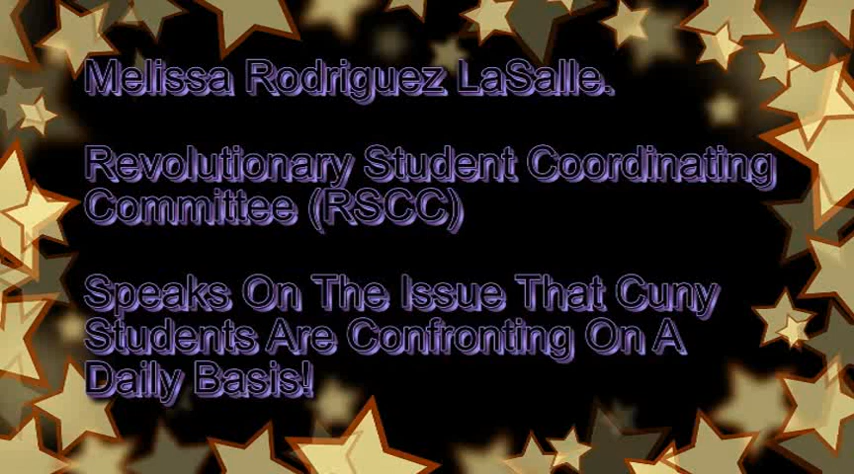 Melissa Rodriguez LaSalle.
Revolutionary Student Coordinating
Committee (RSCC)
Speaks On The Issue That Cuny
Students Are Confronting On A
Daily Basis!